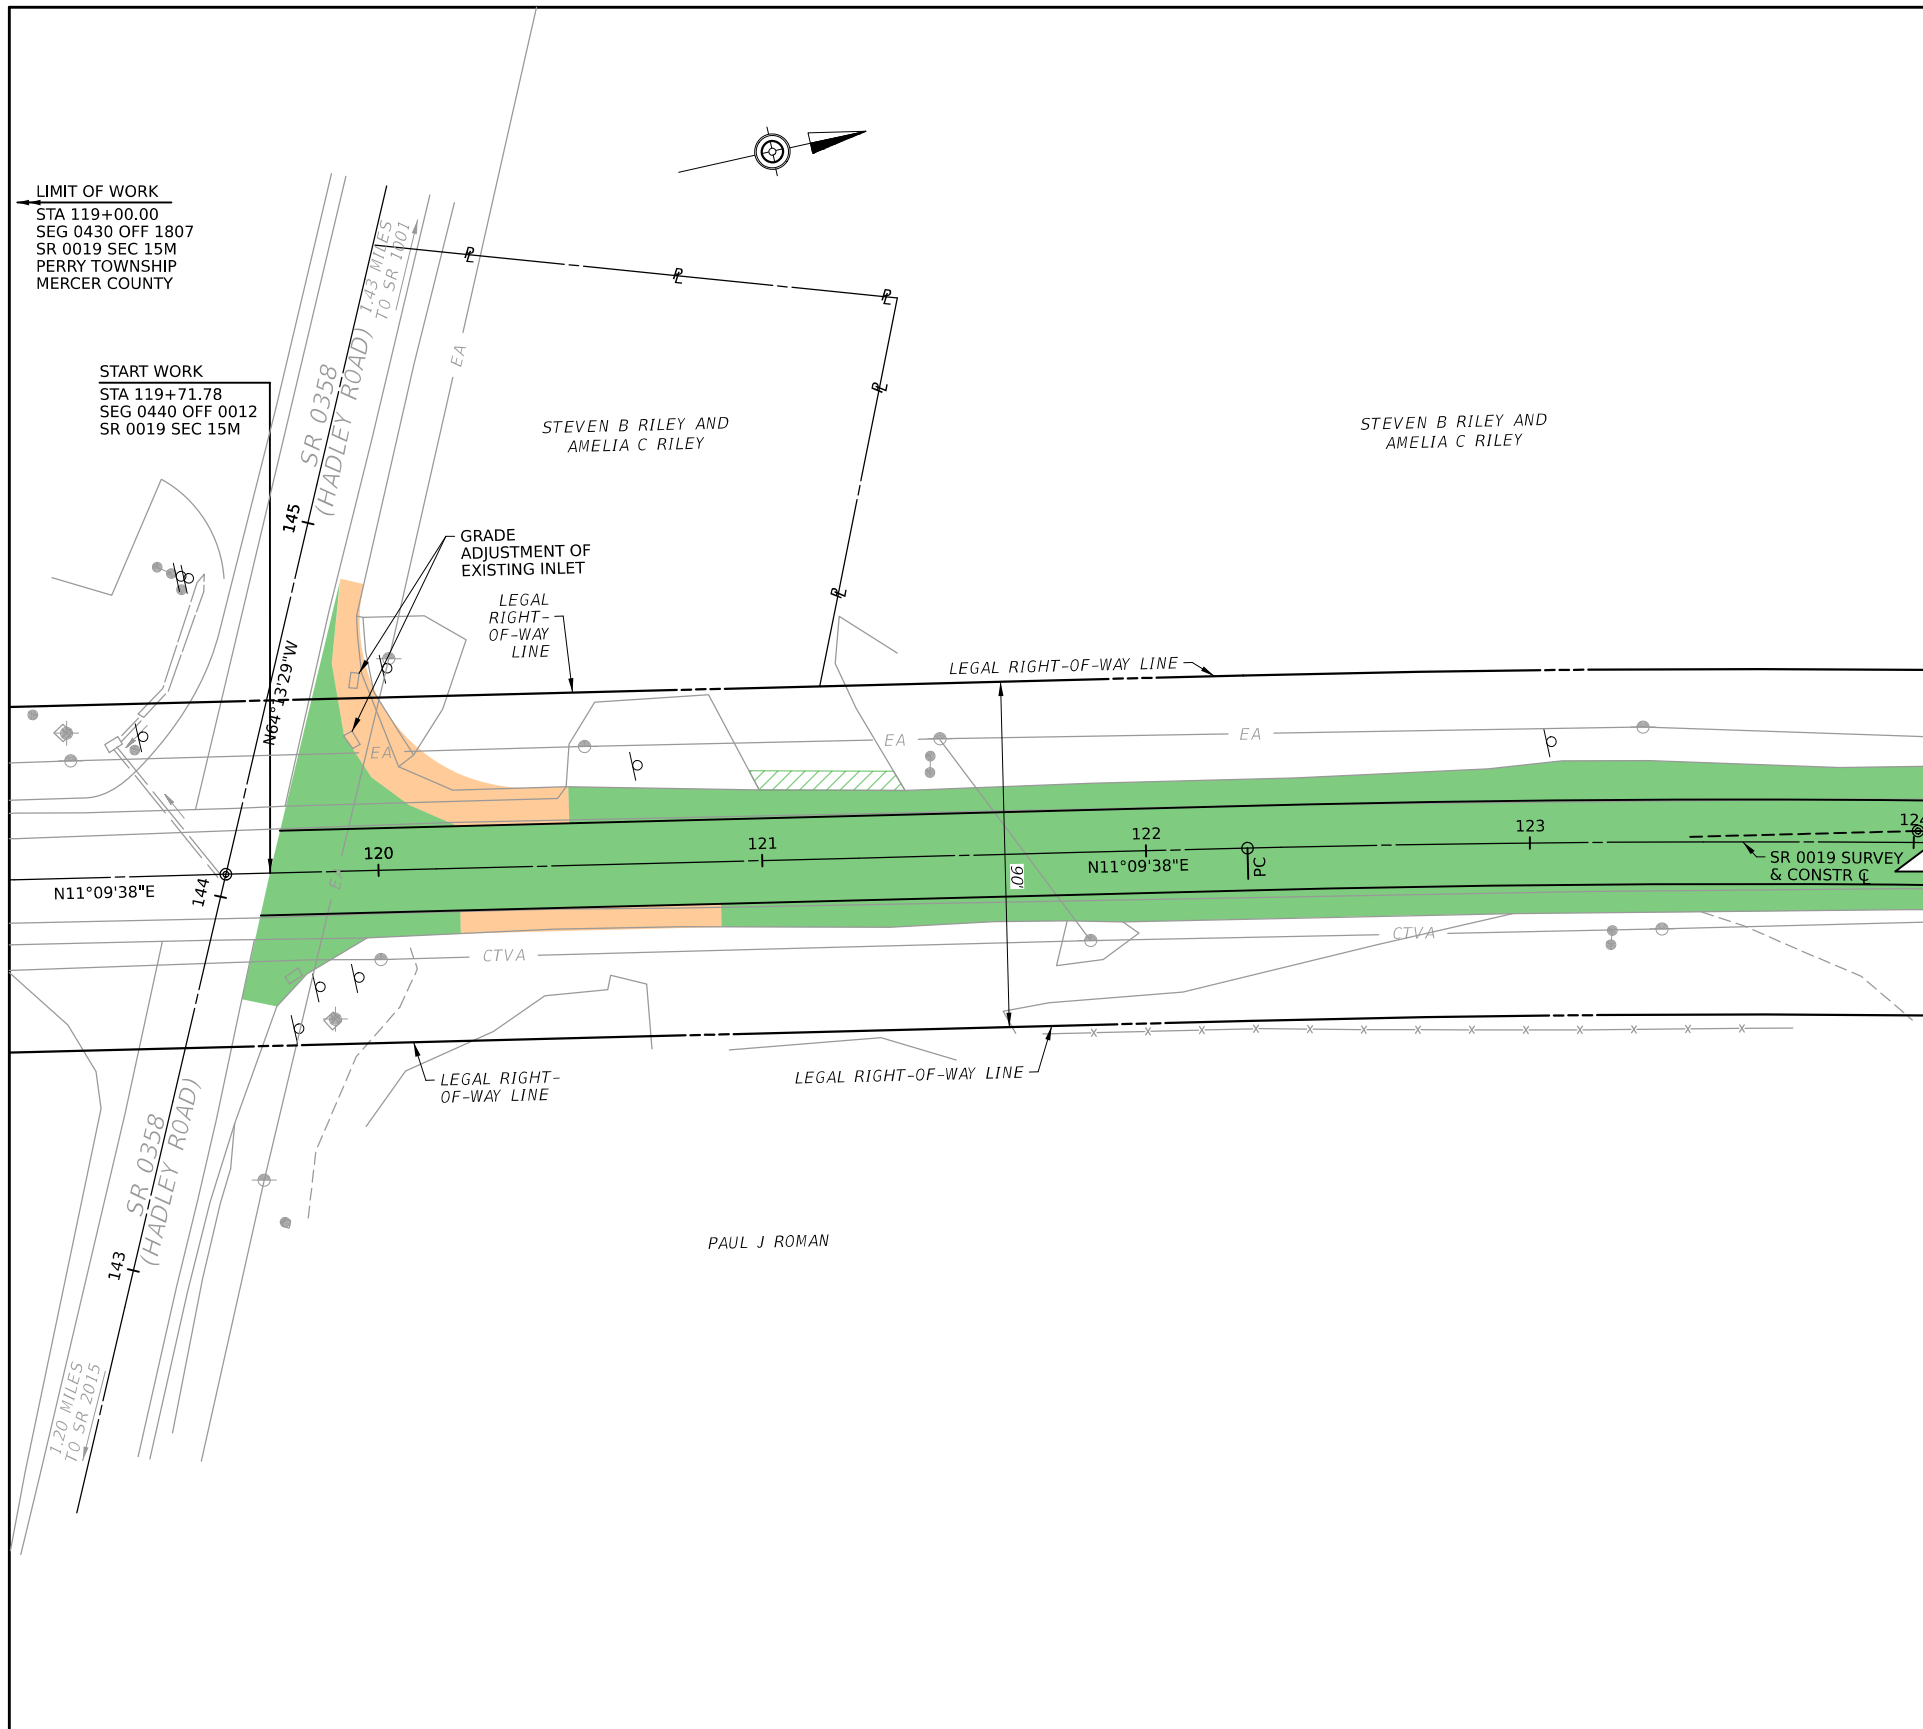 LIMIT OF WORK
STA 119+00.00
SEG 0430 OFF 1807
SR 0019 SEC 15M
PERRY TOWNSHIP
MERCER COUNTY
START WORK
STA 119+71.78
SEG 0440 OFF 0012
SR 0019 SEC 15M
SR 0358
(HADLEY ROAD)
1.43 MILES
TO SR 1001
EA
STEVEN B RILEY AND
AMELIA C RILEY
STEVEN B RILEY AND
AMELIA C RILEY
145
GRADE
ADJUSTMENT OF
EXISTING INLET
LEGAL
RIGHT-
OF-WAY
LINE
LEGAL RIGHT-OF-WAY LINE
N64°13'29"W
EA
EA
EA
120
121
122
123
124
N11°09'38"E
144
EA
N11°09'38"E
PC
90'
SR 0019 SURVEY
& CONSTR ℄
CTVA
CTVA
LEGAL RIGHT-
OF-WAY LINE
LEGAL RIGHT-OF-WAY LINE
SR 0358
(HADLEY ROAD)
143
PAUL J ROMAN
1.20 MILES
TO SR 2015